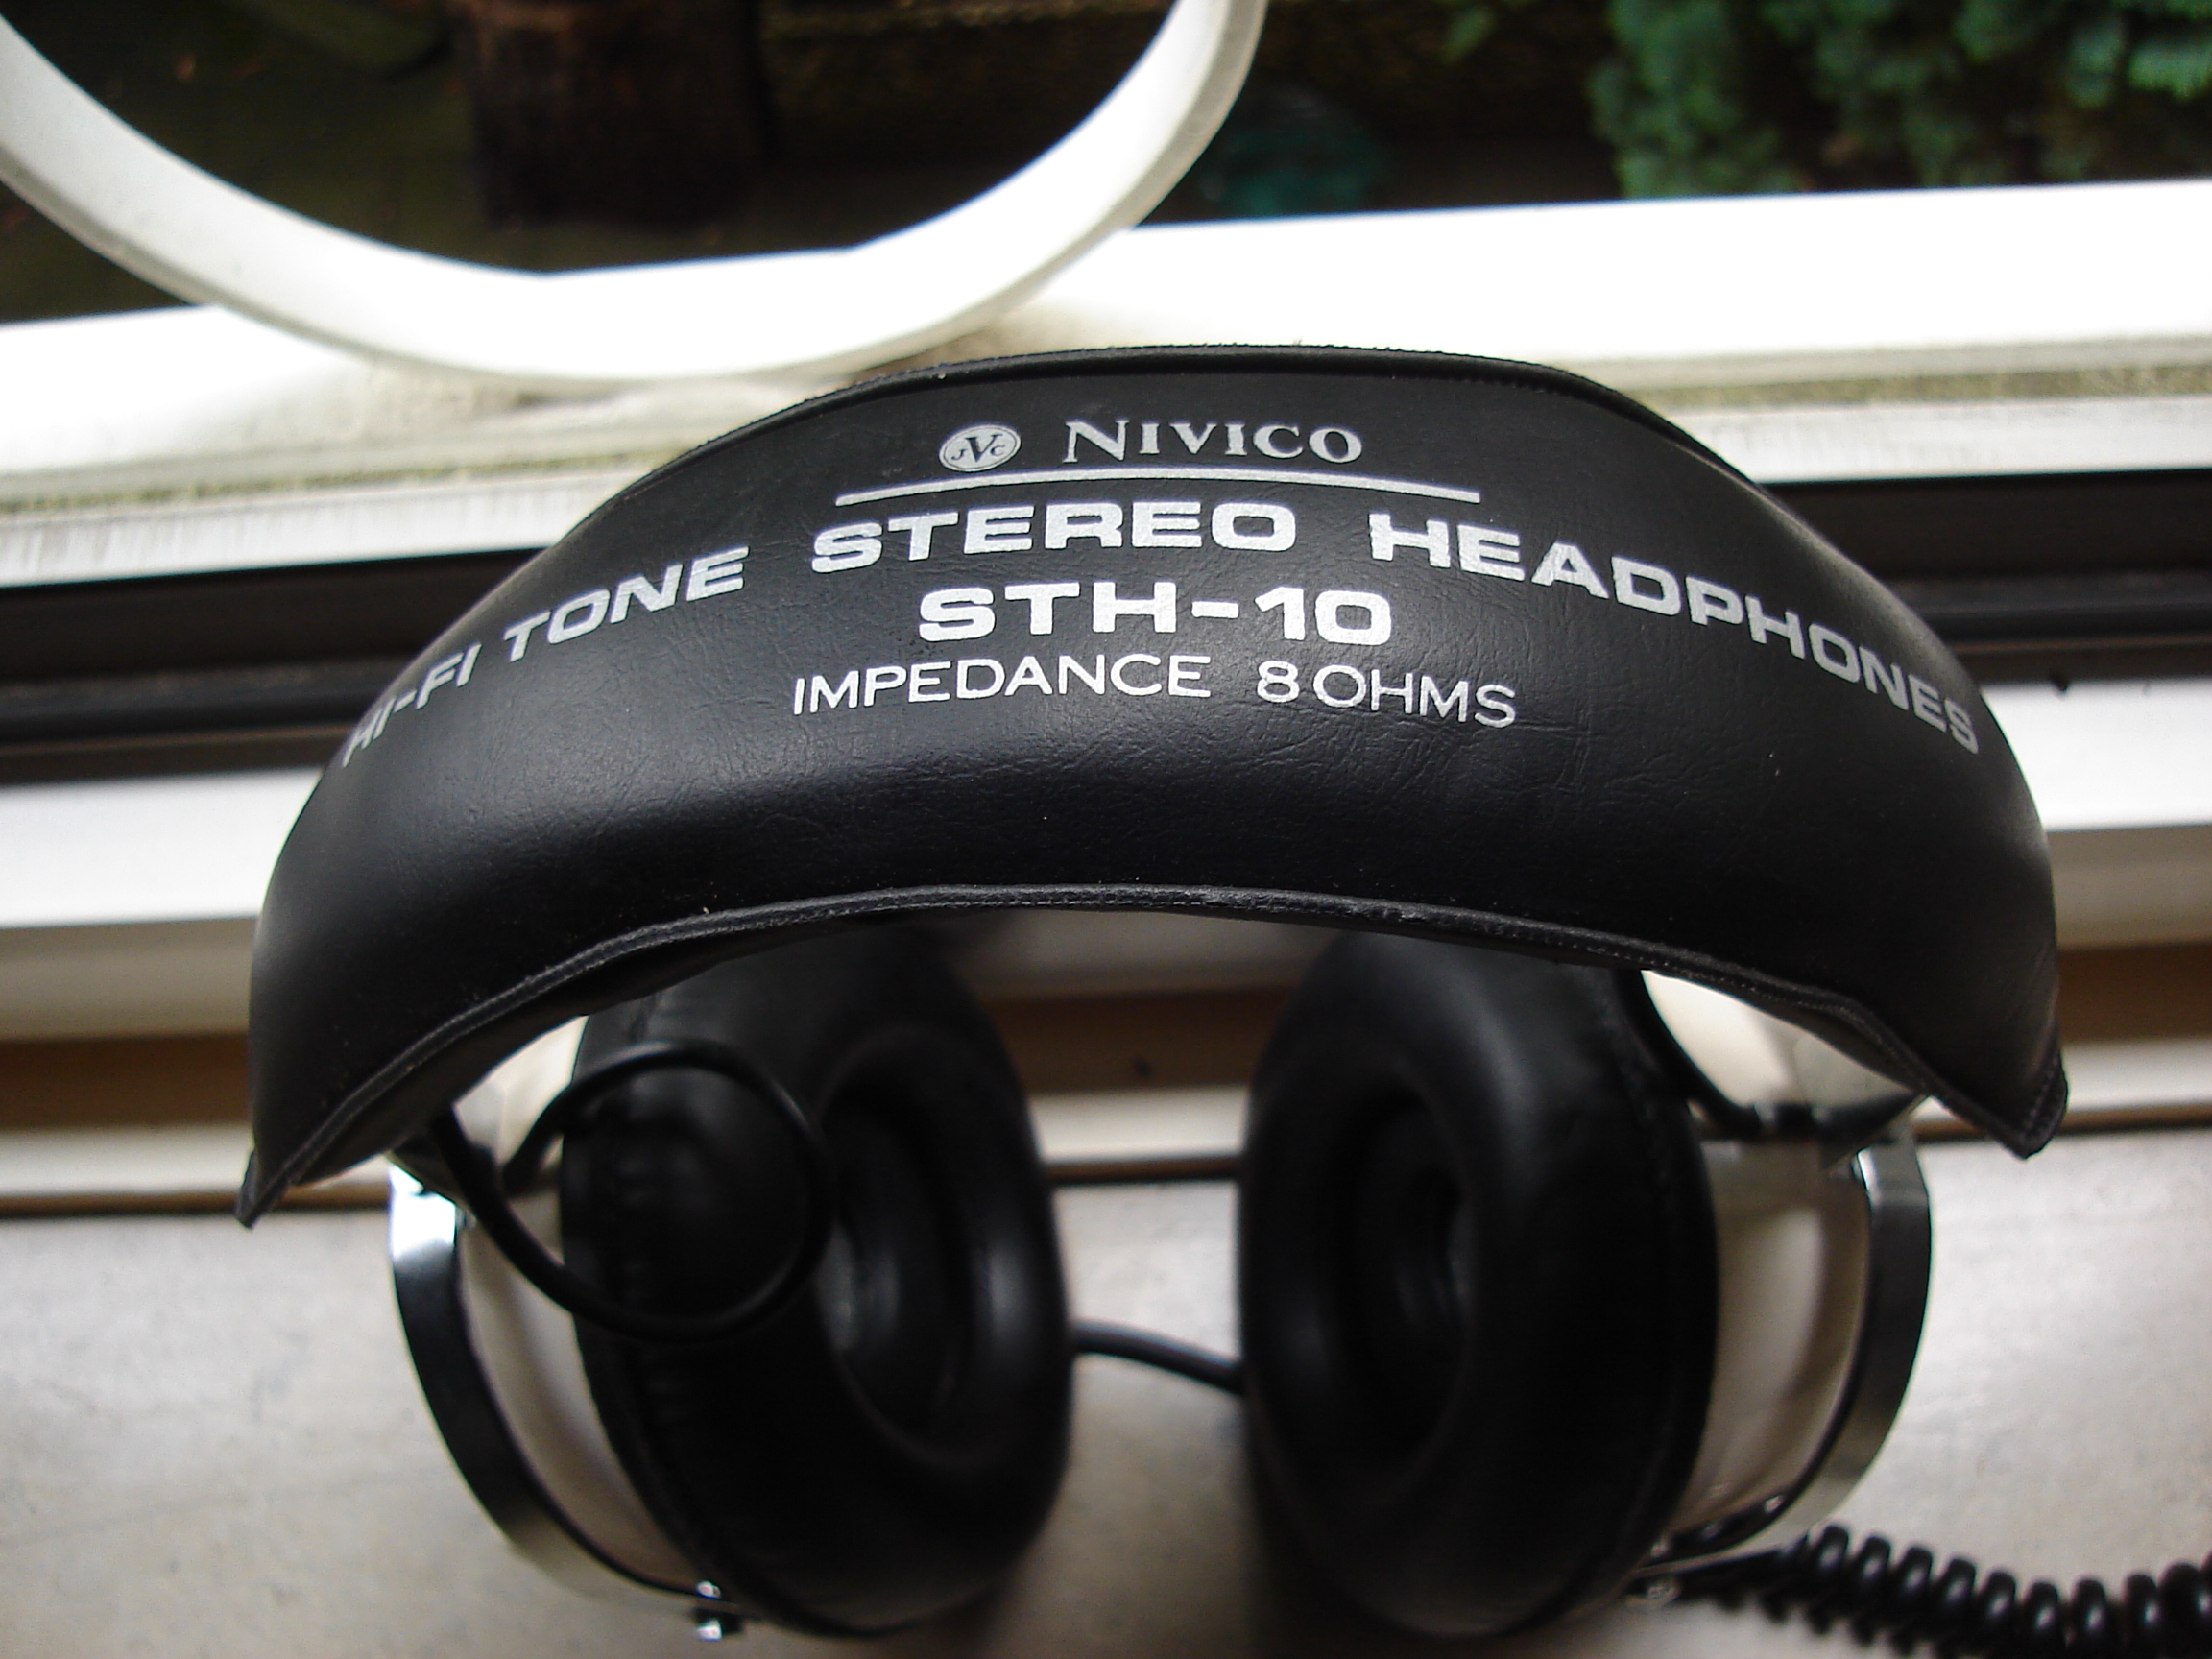 JVC NIVICO
HI-FI TONE STEREO HEADPHONES
STH-10
IMPEDANCE 8 OHMS